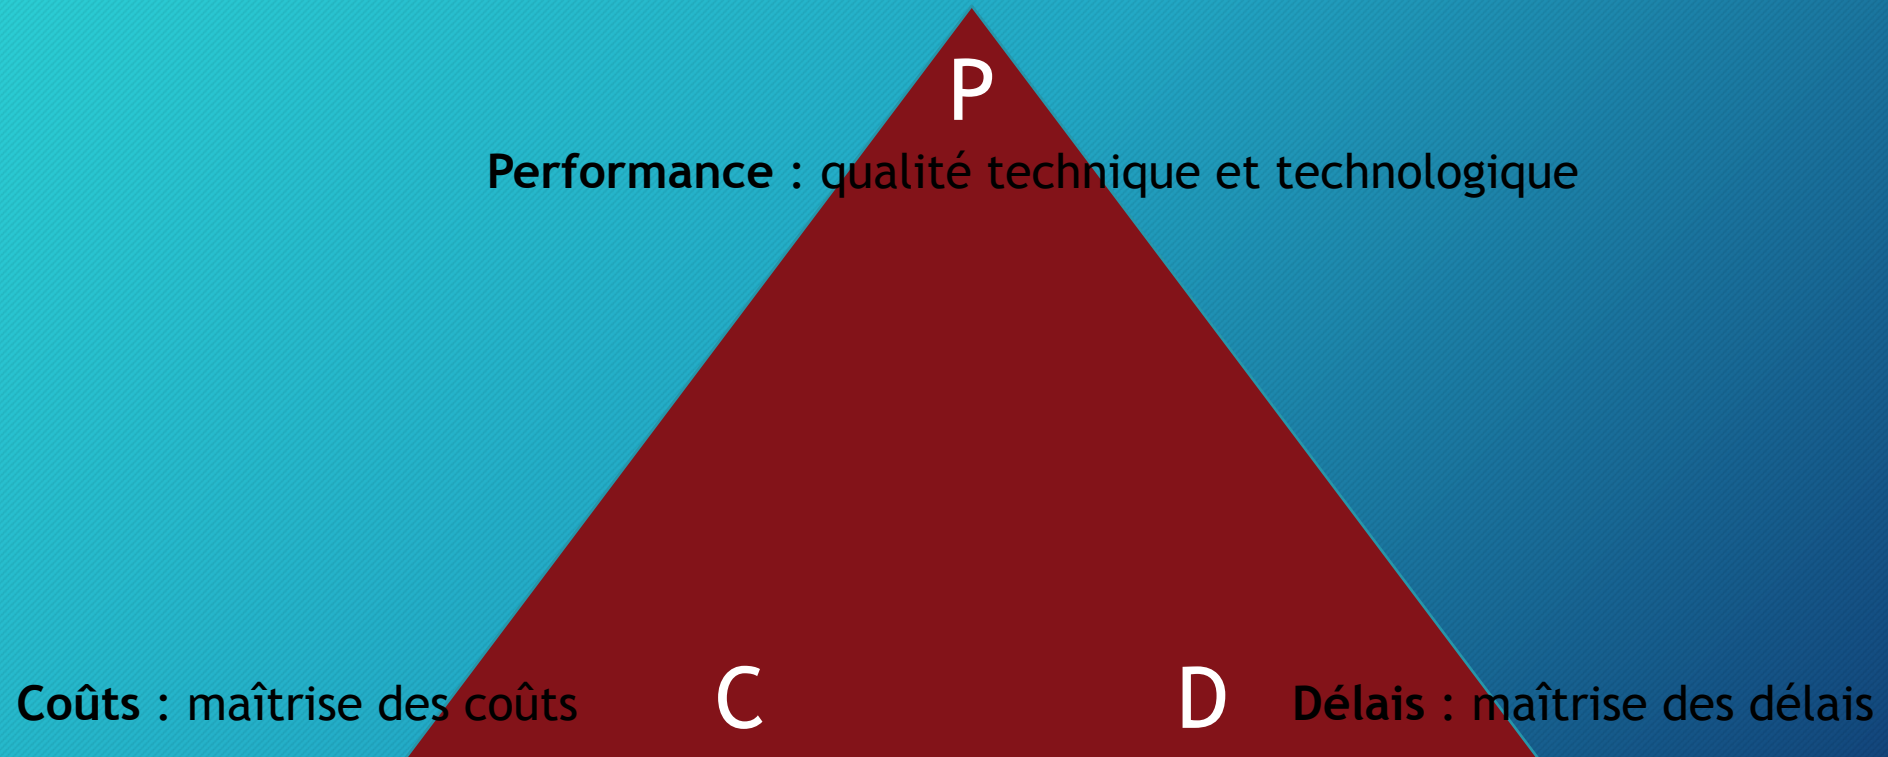 P
Performance : qualité technique et technologique
Coûts : maîtrise des coûts
C
D
Délais : maîtrise des délais